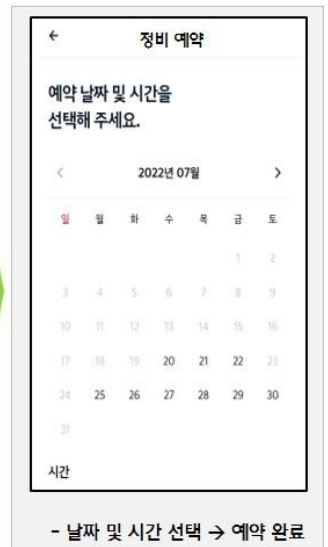 ← 정비 예약
예약 날짜 및 시간을
선택해 주세요.
< 2022년 07월 >
일 월 화 수 목 금 토
1 2
3 4 5 6 7 8 9
10 11 12 13 14 15 16
17 18 19 20 21 22 23
24 25 26 27 28 29 30
31
시간
- 날짜 및 시간 선택 → 예약 완료